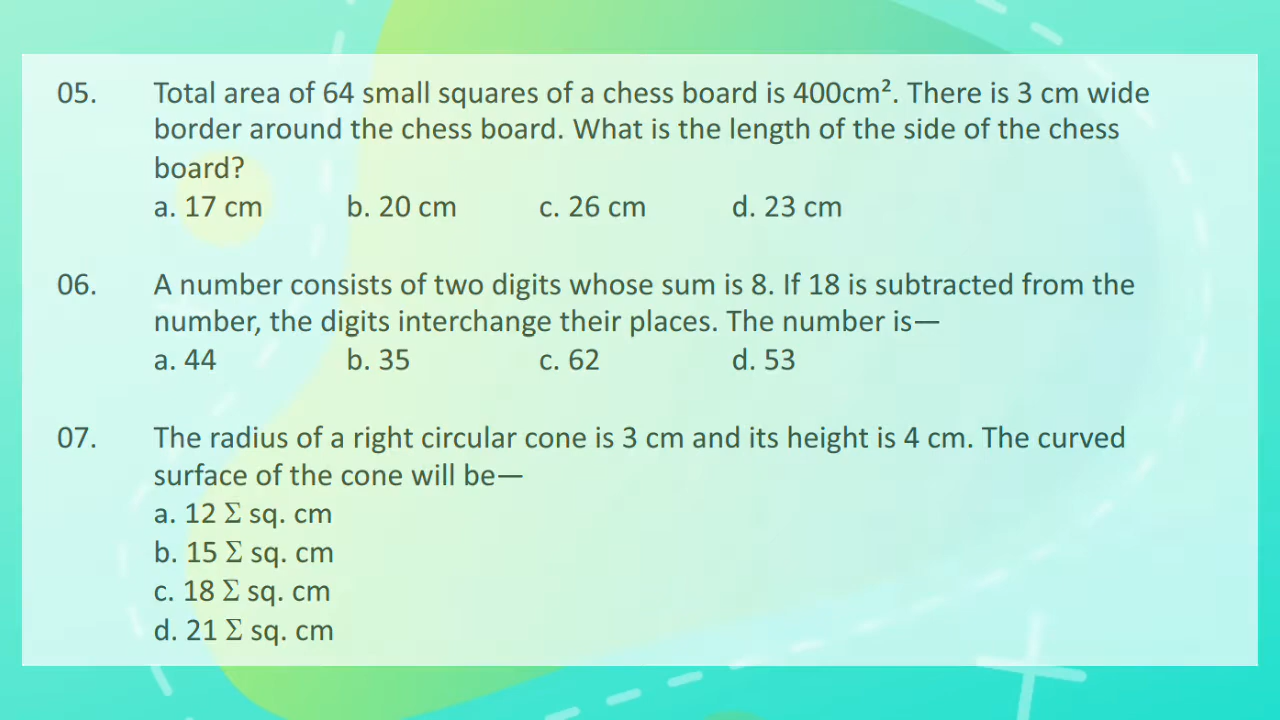 05. Total area of 64 small squares of a chess board is 400cm². There is 3 cm wide
border around the chess board. What is the length of the side of the chess
board?
a. 17 cm b. 20 cm c. 26 cm d. 23 cm
06. A number consists of two digits whose sum is 8. If 18 is subtracted from the
number, the digits interchange their places. The number is—
a. 44 b. 35 c. 62 d. 53
07. The radius of a right circular cone is 3 cm and its height is 4 cm. The curved
surface of the cone will be—
a. 12 Σ sq. cm
b. 15 Σ sq. cm
c. 18 Σ sq. cm
d. 21 Σ sq. cm